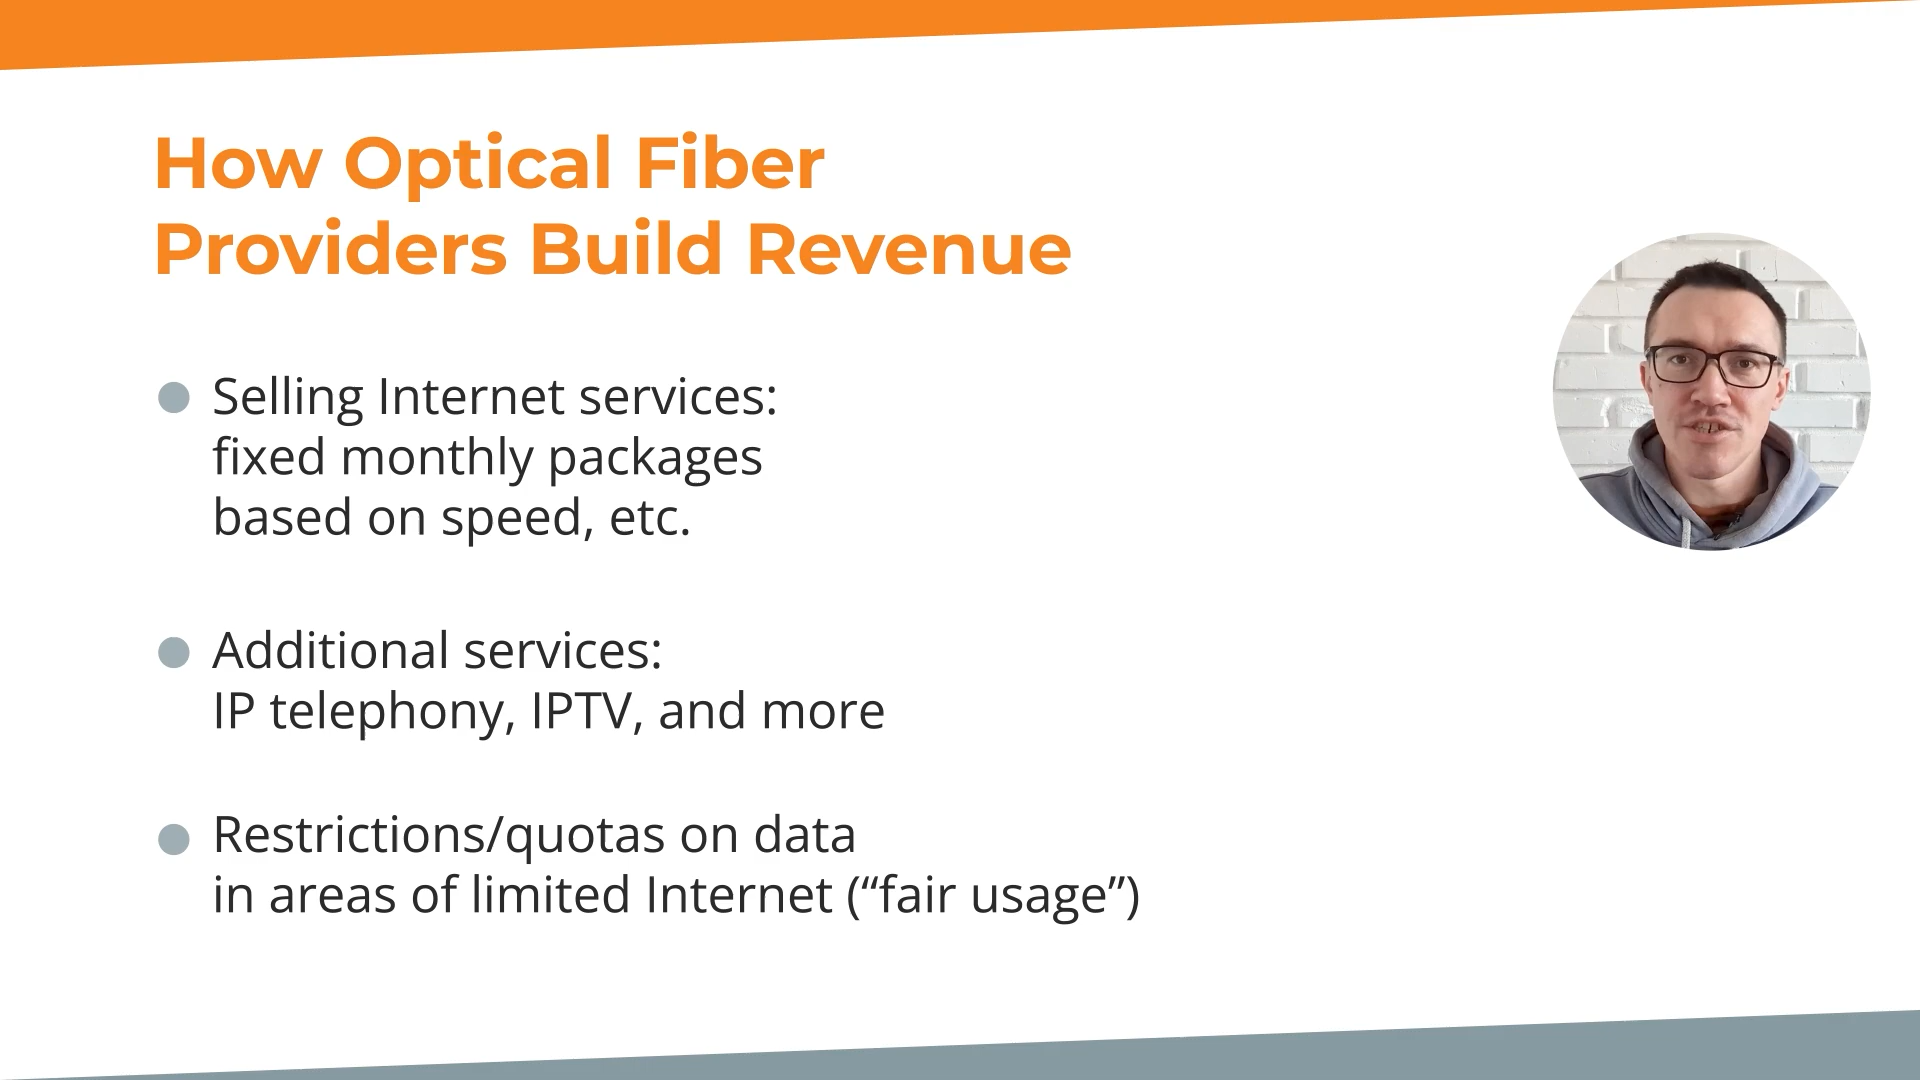 How Optical Fiber
Providers Build Revenue
Selling Internet services:
fixed monthly packages
based on speed, etc.
Additional services:
IP telephony, IPTV, and more
Restrictions/quotas on data
in areas of limited Internet (“fair usage”)